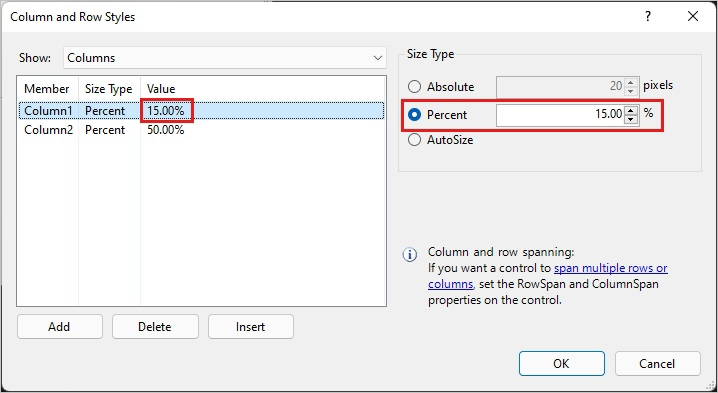 Column and Row Styles
Show: Columns
Member Size Type Value
Column1 Percent 15.00%
Column2 Percent 50.00%
Add Delete Insert
Size Type
Absolute 20 pixels
Percent 15.00 %
AutoSize
Column and row spanning:
If you want a control to span multiple rows or
columns, set the RowSpan and ColumnSpan
properties on the control.
OK Cancel